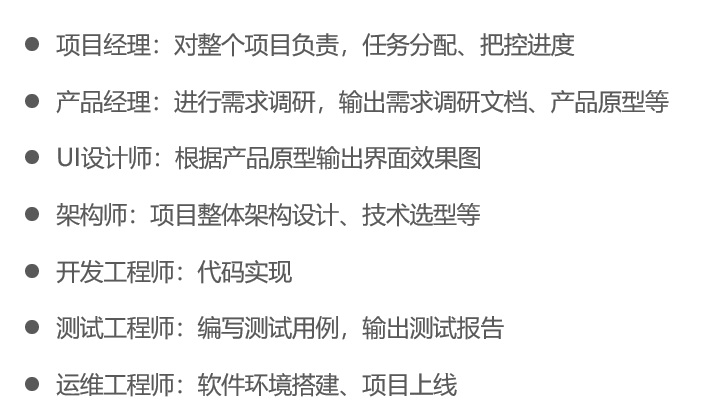 ● 项目经理：对整个项目负责，任务分配、把控进度
● 产品经理：进行需求调研，输出需求调研文档、产品原型等
● UI设计师：根据产品原型输出界面效果图
● 架构师：项目整体架构设计、技术选型等
● 开发工程师：代码实现
● 测试工程师：编写测试用例，输出测试报告
● 运维工程师：软件环境搭建、项目上线